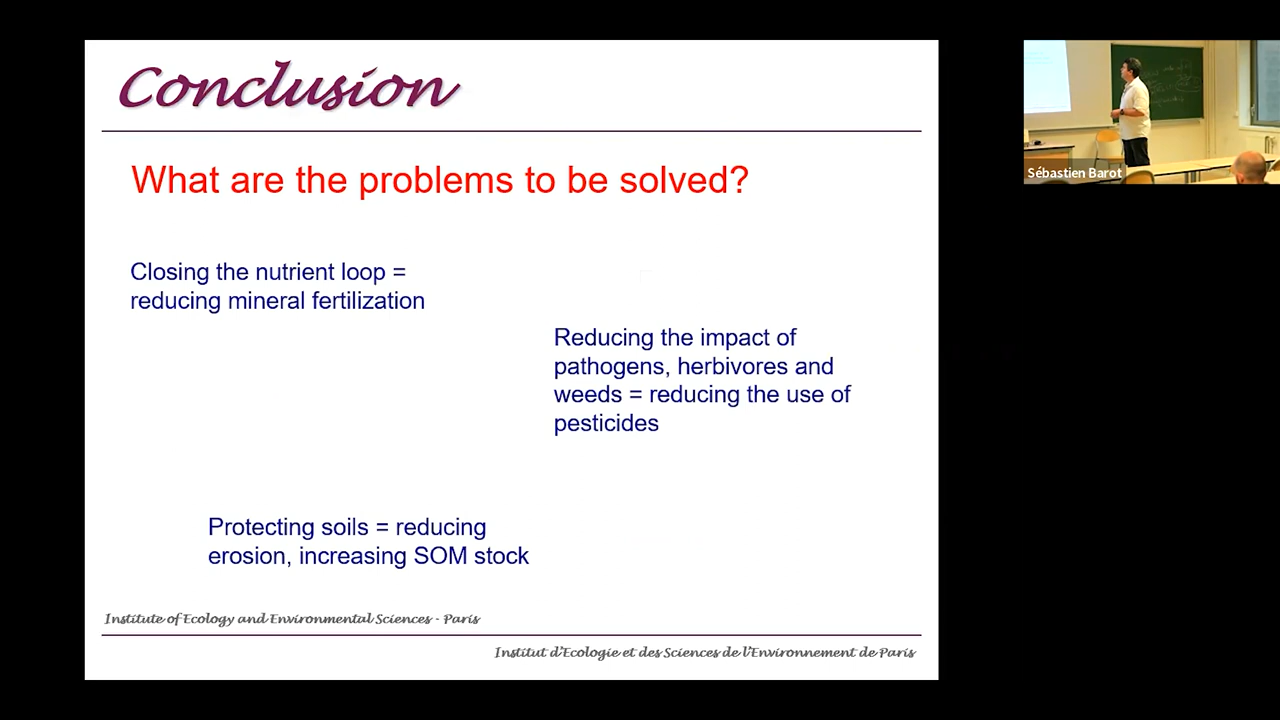 Conclusion
What are the problems to be solved?
Closing the nutrient loop =
reducing mineral fertilization
Reducing the impact of
pathogens, herbivores and
weeds = reducing the use of
pesticides
Protecting soils = reducing
erosion, increasing SOM stock
Institute of Ecology and Environmental Sciences - Paris
Institut d'Ecologie et des Sciences de l'Environnement de Paris
Sébastien Barot